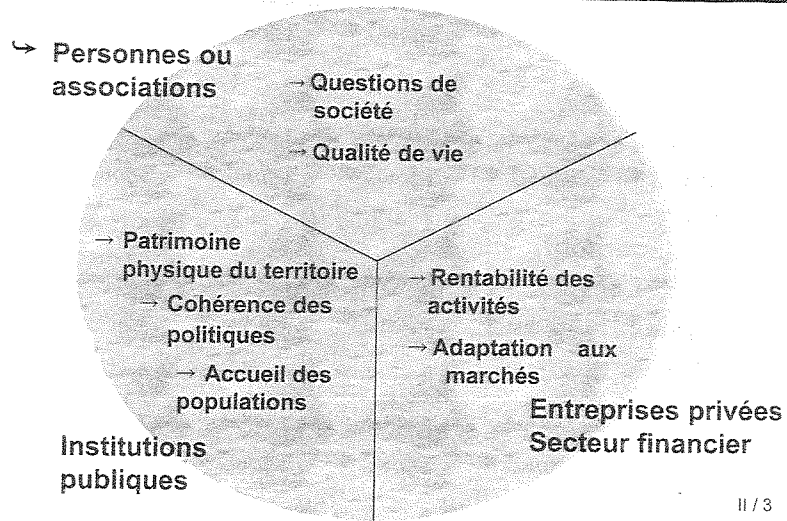 ↪ Personnes ou
associations
→ Questions de
société
→ Qualité de vie
→ Patrimoine
physique du territoire
→ Cohérence des
politiques
→ Accueil des
populations
Institutions
publiques
→ Rentabilité des
activités
→ Adaptation aux
marchés
Entreprises privées
Secteur financier
II / 3